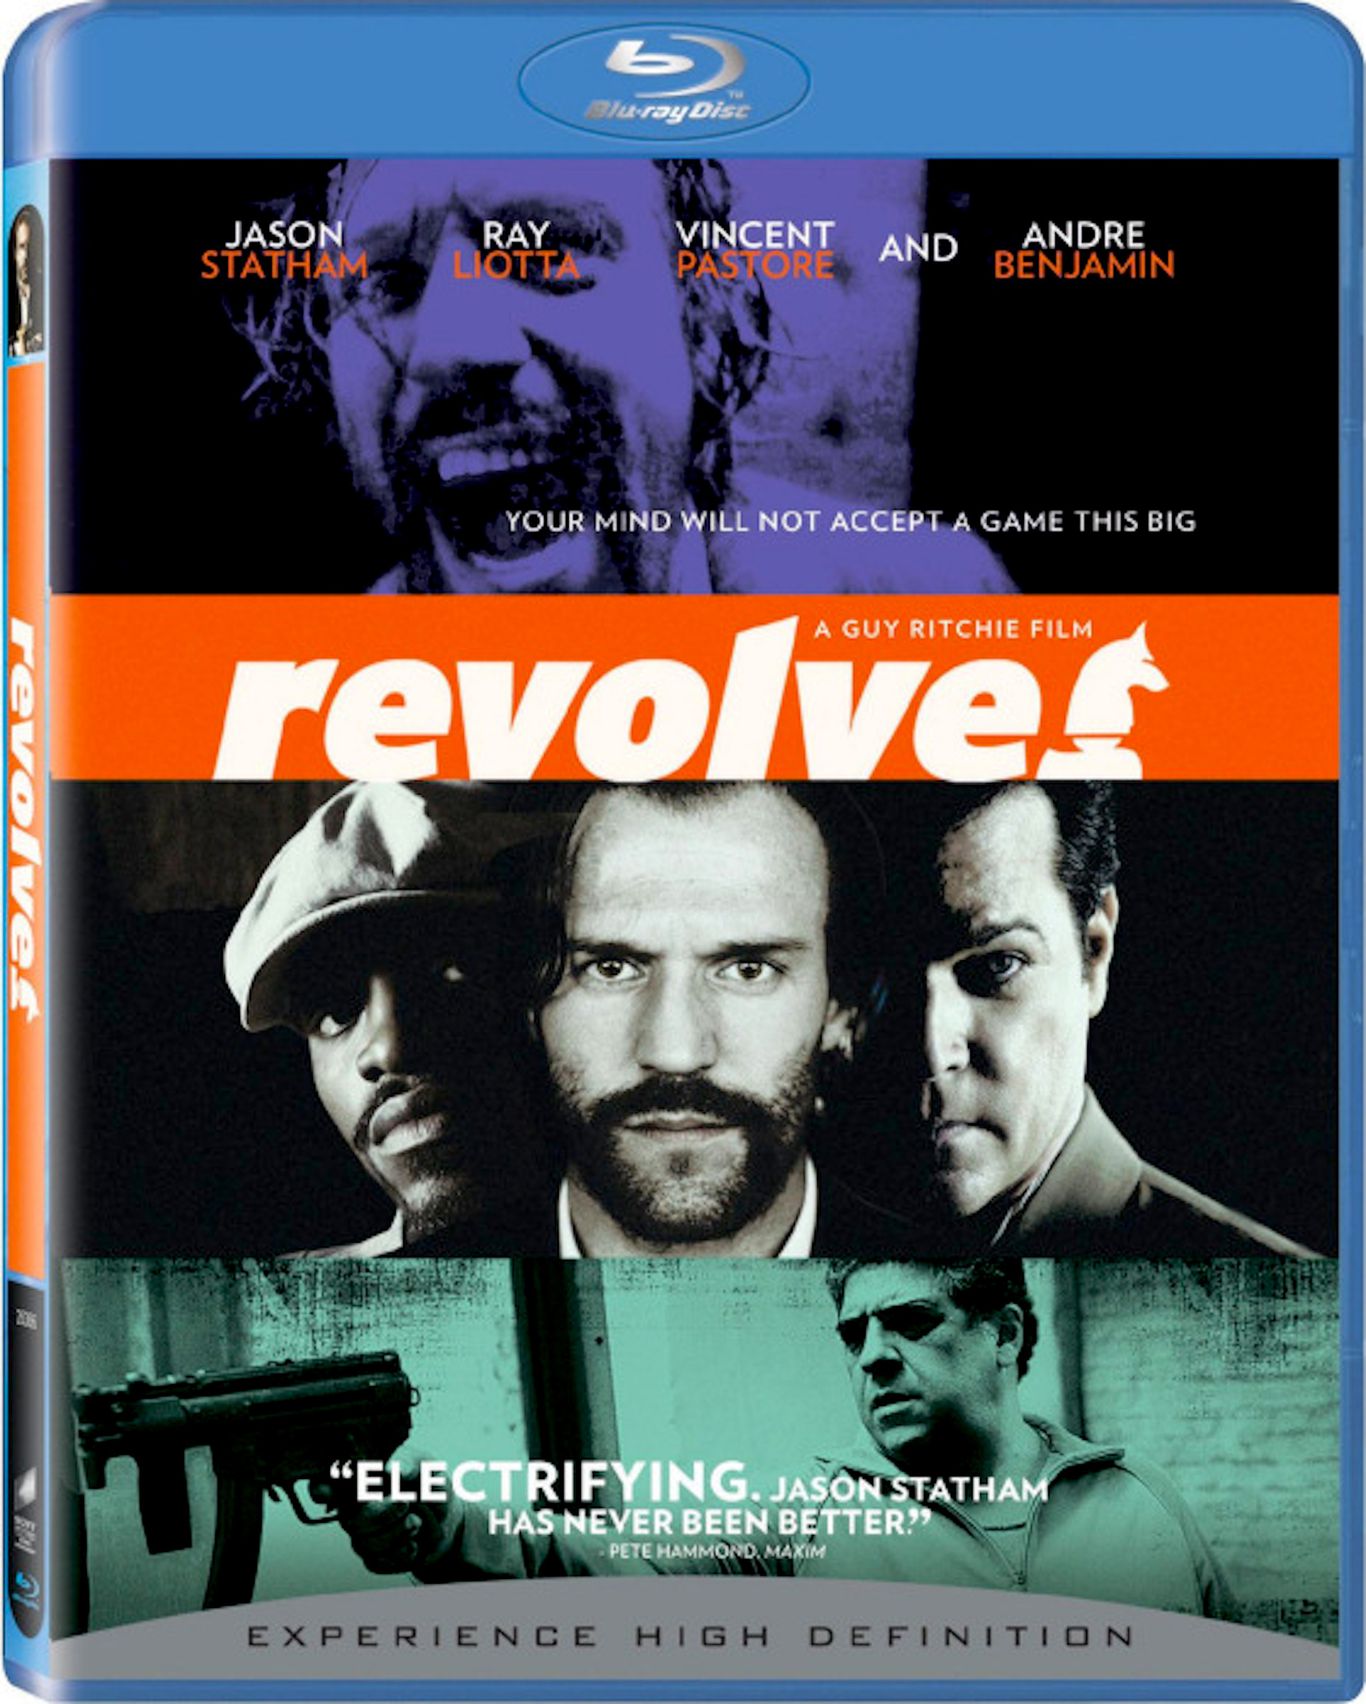 Blu-ray Disc
JASON STATHAM
RAY LIOTTA
VINCENT PASTORE
AND
ANDRE BENJAMIN
YOUR MIND WILL NOT ACCEPT A GAME THIS BIG
A GUY RITCHIE FILM
revolver
revolver
“ELECTRIFYING. JASON STATHAM
HAS NEVER BEEN BETTER.”
- PETE HAMMOND, MAXIM
EXPERIENCE HIGH DEFINITION